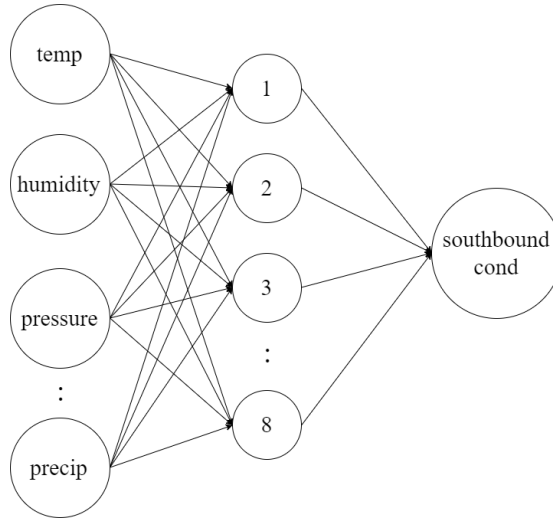 temp
humidity
pressure
:
precip
1
2
3
:
8
southbound
cond